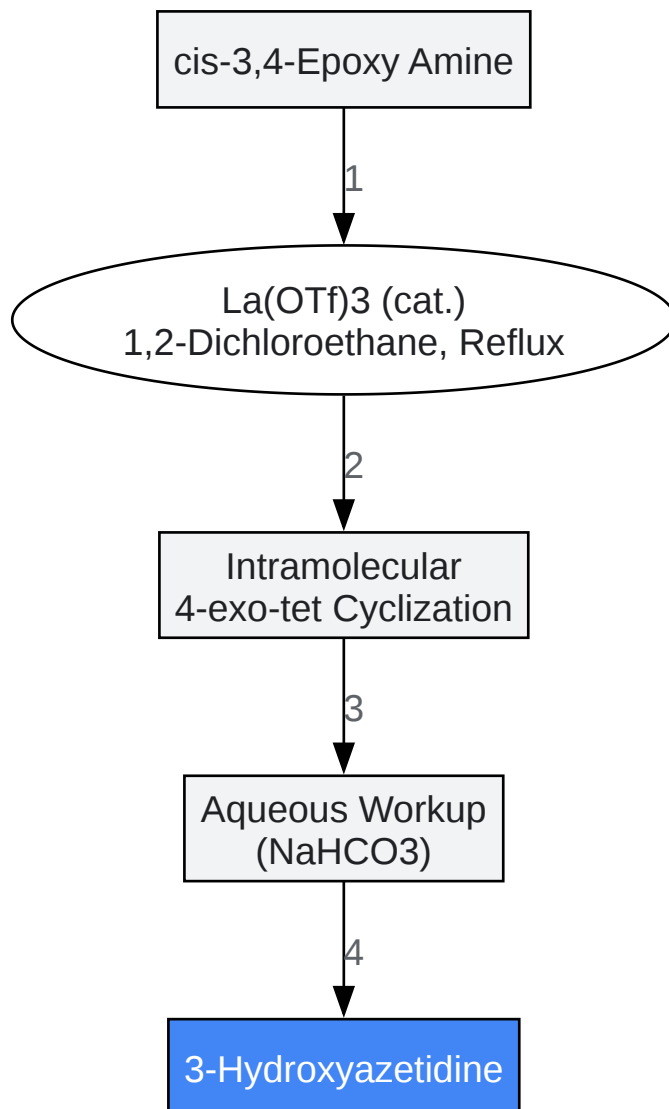 cis-3,4-Epoxy Amine
1
La(OTf)3 (cat.)
1,2-Dichloroethane, Reflux
2
Intramolecular
4-exo-tet Cyclization
3
Aqueous Workup
(NaHCO3)
4
3-Hydroxyazetidine